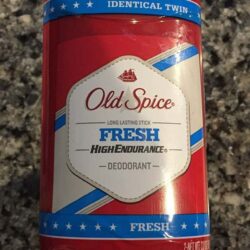 IDENTICAL TWIN
Old Spice
LONG LASTING STICK
FRESH
HIGH ENDURANCE
DEODORANT
FRESH